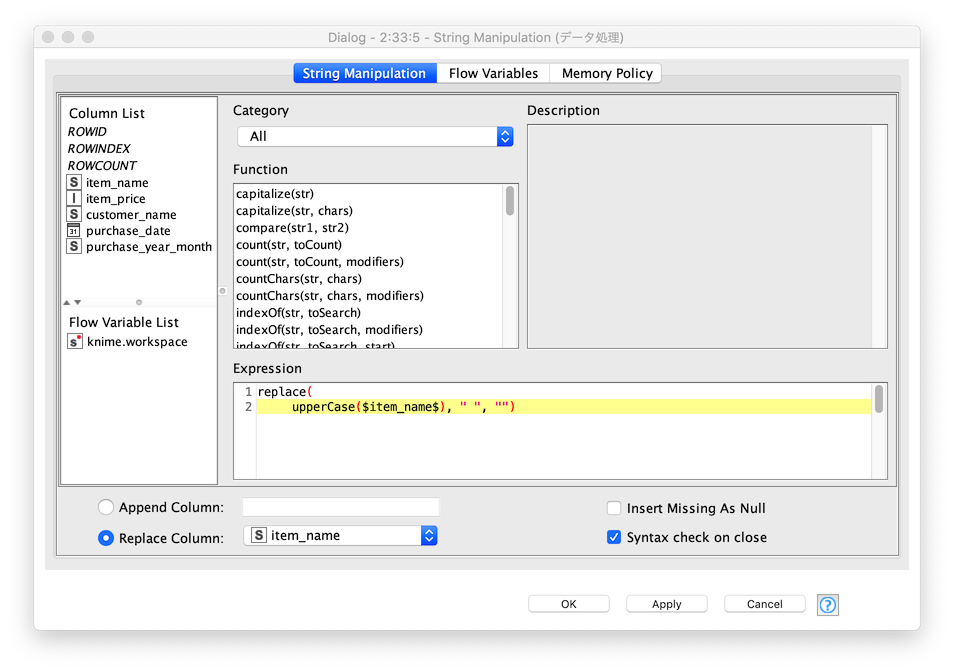 Dialog - 2:33:5 - String Manipulation (データ処理)
String Manipulation
Flow Variables
Memory Policy
Column List
ROWID
ROWINDEX
ROWCOUNT
S item_name
I item_price
S customer_name
31 purchase_date
S purchase_year_month
Flow Variable List
s knime.workspace
Category
All
Function
capitalize(str)
capitalize(str, chars)
compare(str1, str2)
count(str, toCount)
count(str, toCount, modifiers)
countChars(str, chars)
countChars(str, chars, modifiers)
indexOf(str, toSearch)
indexOf(str, toSearch, modifiers)
indexOf(str, toSearch, start)
Description
Expression
1 replace(
2 upperCase($item_name$), " ", "")
Append Column:
Replace Column:
S item_name
Insert Missing As Null
Syntax check on close
OK
Apply
Cancel
?